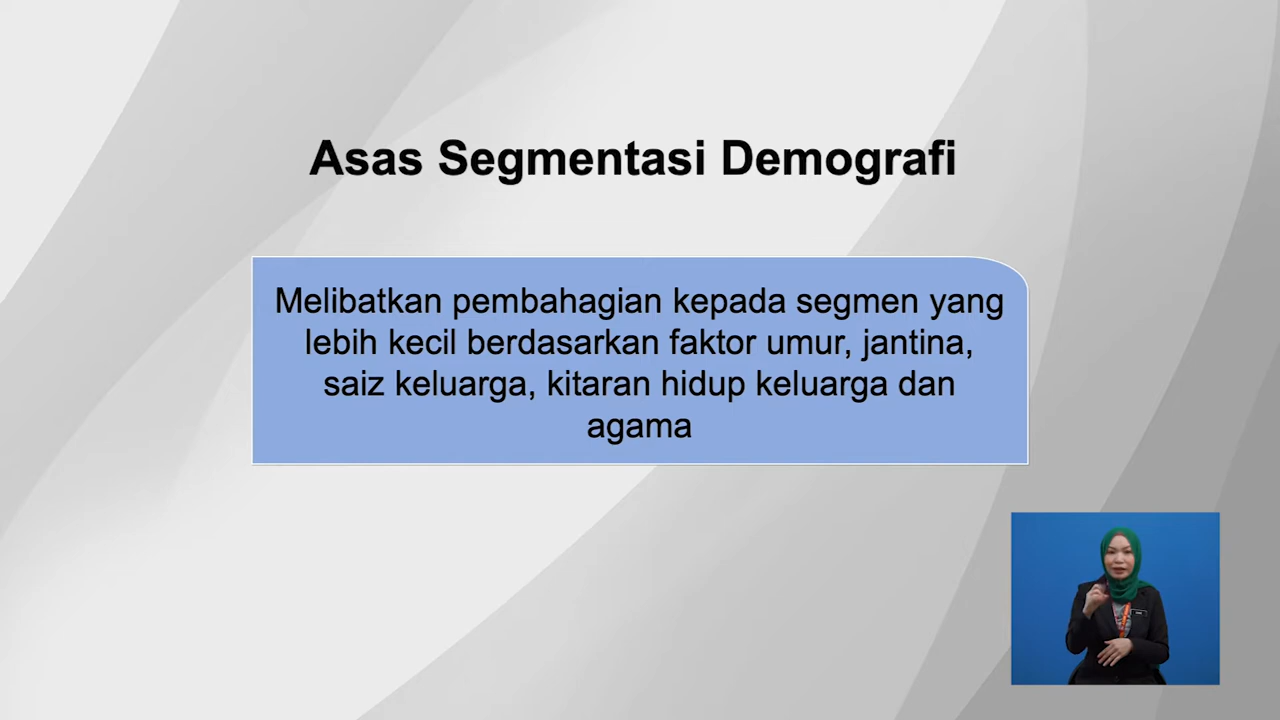 Asas Segmentasi Demografi
Melibatkan pembahagian kepada segmen yang
lebih kecil berdasarkan faktor umur, jantina,
saiz keluarga, kitaran hidup keluarga dan
agama